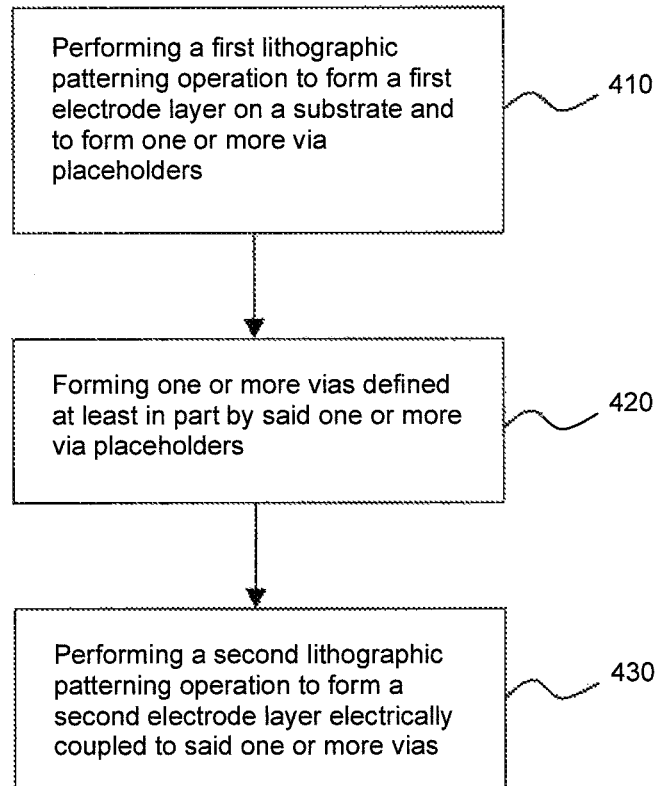 Performing a first lithographic
patterning operation to form a first
electrode layer on a substrate and
to form one or more via
placeholders
410
Forming one or more vias defined
at least in part by said one or more
via placeholders
420
Performing a second lithographic
patterning operation to form a
second electrode layer electrically
coupled to said one or more vias
430